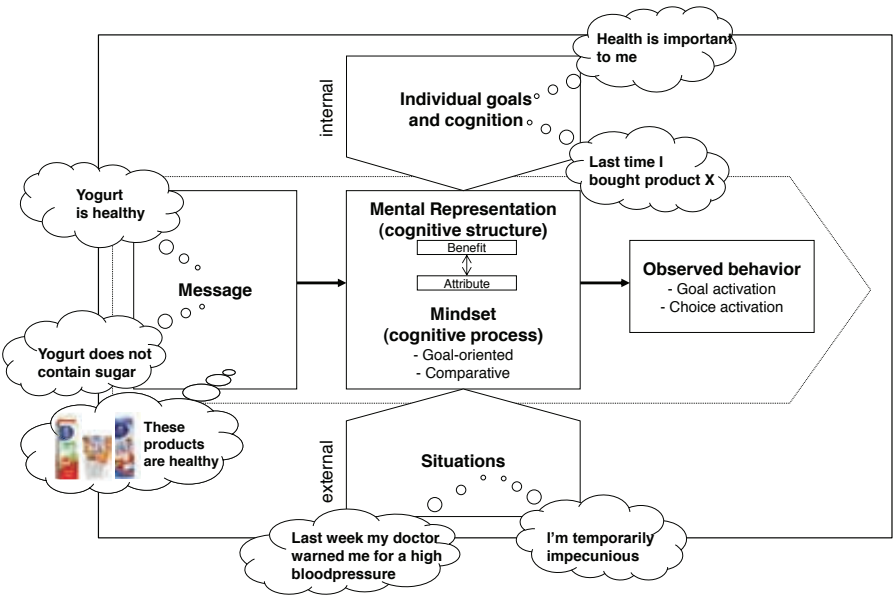 Health is important
to me
internal
Individual goals
and cognition
Last time I
bought product X
Yogurt
is healthy
Mental Representation
(cognitive structure)
Benefit
Attribute
Message
Observed behavior
- Goal activation
- Choice activation
Mindset
(cognitive process)
- Goal-oriented
- Comparative
Yogurt does not
contain sugar
These
products
are healthy
external
Situations
Last week my doctor
warned me for a high
bloodpressure
I'm temporarily
impecunious